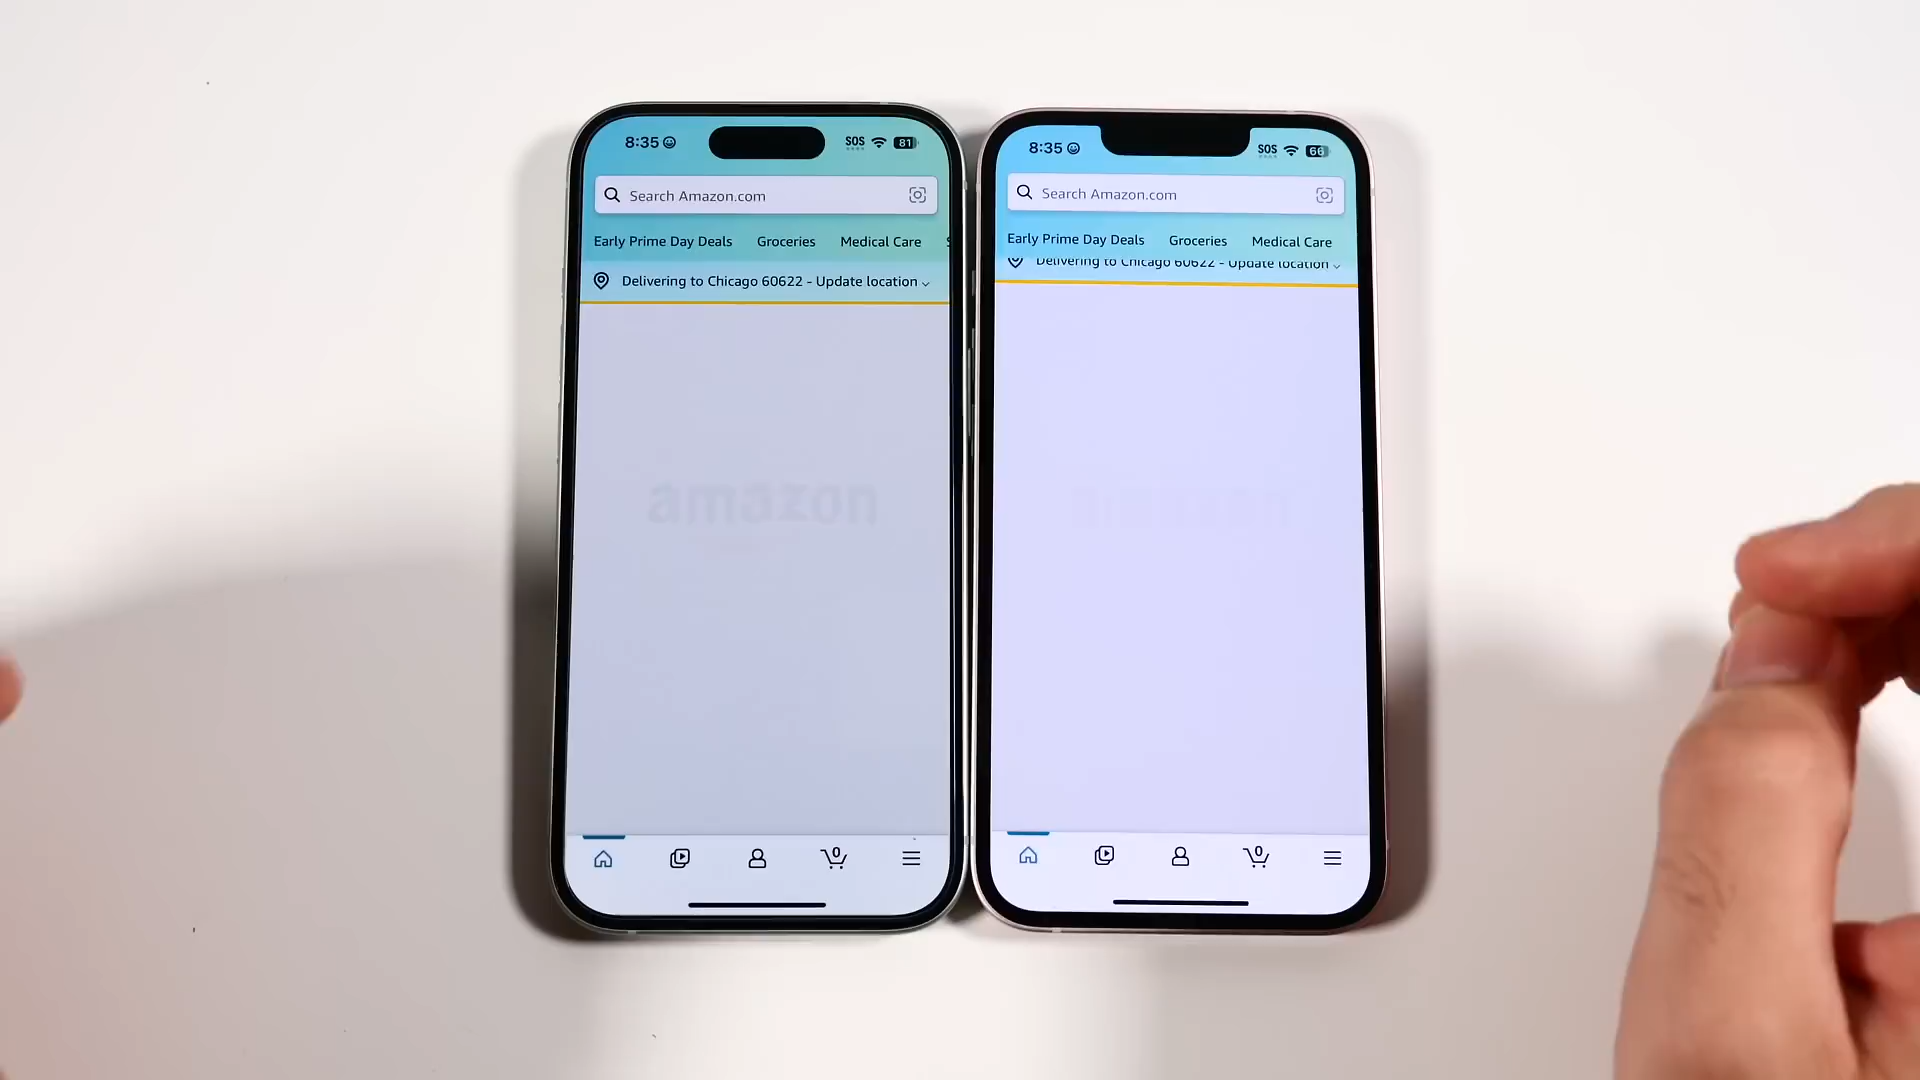 8:35
SOS
81
Search Amazon.com
Early Prime Day Deals
Groceries
Medical Care
Delivering to Chicago 60622 - Update location
amazon
0
8:35
SOS
66
Search Amazon.com
Early Prime Day Deals
Groceries
Medical Care
Delivering to Chicago 60622 - Update location
amazon
0